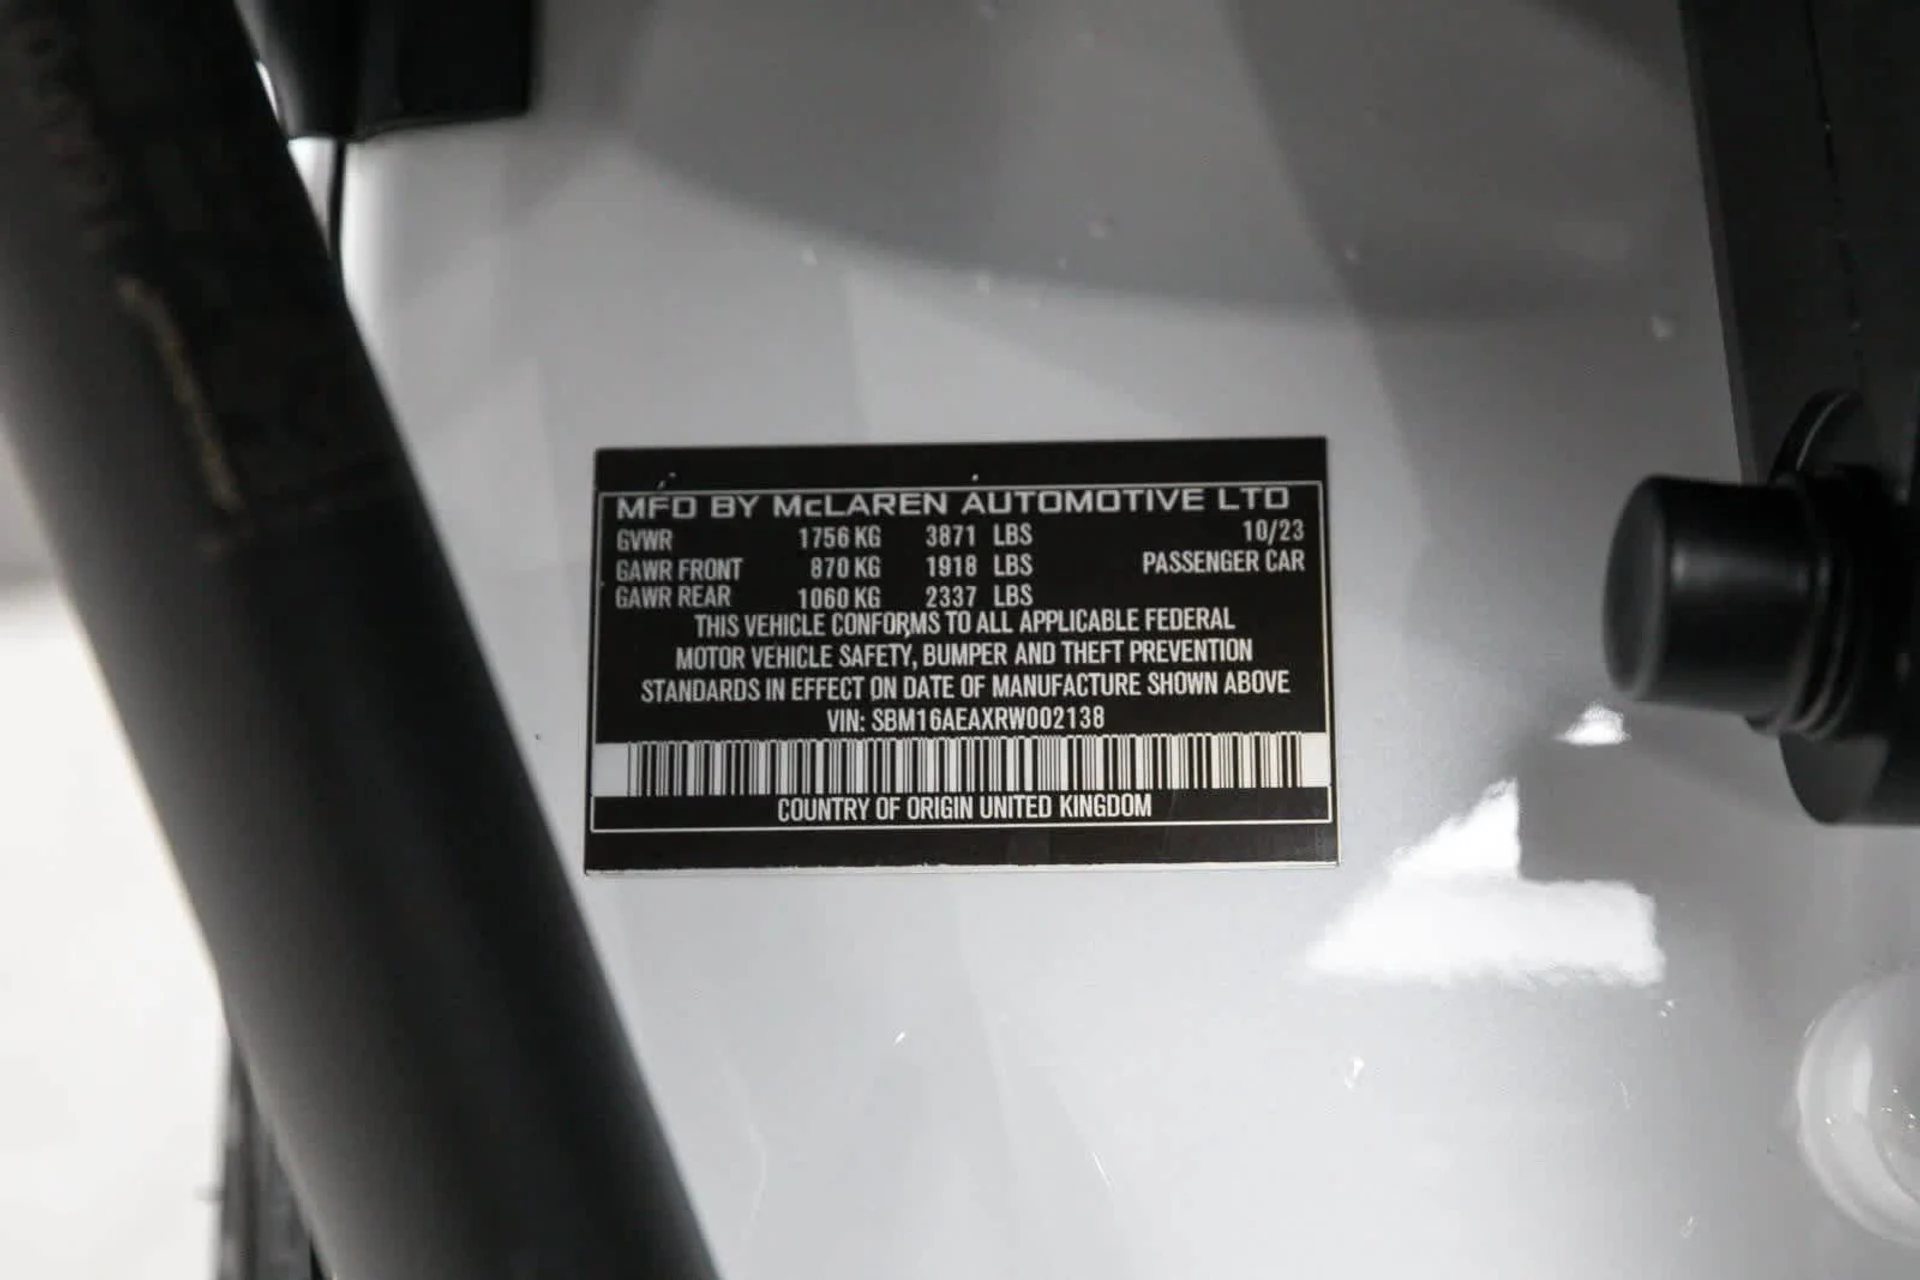 MFD BY McLAREN AUTOMOTIVE LTD
GVWR 1756 KG 3871 LBS 10/23
GAWR FRONT 870 KG 1918 LBS PASSENGER CAR
GAWR REAR 1060 KG 2337 LBS
THIS VEHICLE CONFORMS TO ALL APPLICABLE FEDERAL
MOTOR VEHICLE SAFETY, BUMPER AND THEFT PREVENTION
STANDARDS IN EFFECT ON DATE OF MANUFACTURE SHOWN ABOVE
VIN: SBM16AEAXRW002138
COUNTRY OF ORIGIN UNITED KINGDOM